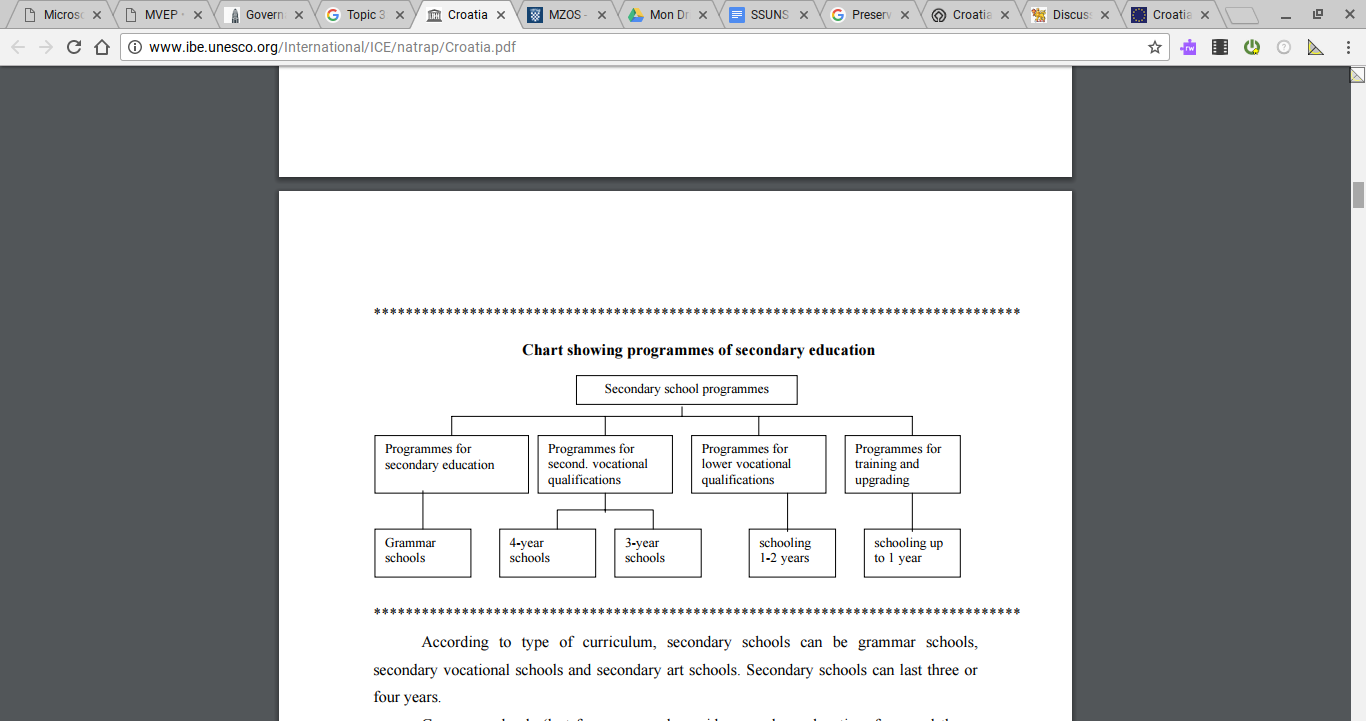 Micros
MVEP
Govern
Topic 3
Croatia
MZOS -
Mon Dr
SSUNS
Preserv
Croatia
Discus
Croatia
www.ibe.unesco.org/International/ICE/natrap/Croatia.pdf
rw
********************************************************************************
Chart showing programmes of secondary education
Secondary school programmes
Programmes for
secondary education
Programmes for
second. vocational
qualifications
Programmes for
lower vocational
qualifications
Programmes for
training and
upgrading
Grammar
schools
4-year
schools
3-year
schools
schooling
1-2 years
schooling up
to 1 year
********************************************************************************
According to type of curriculum, secondary schools can be grammar schools,
secondary vocational schools and secondary art schools. Secondary schools can last three or
four years.